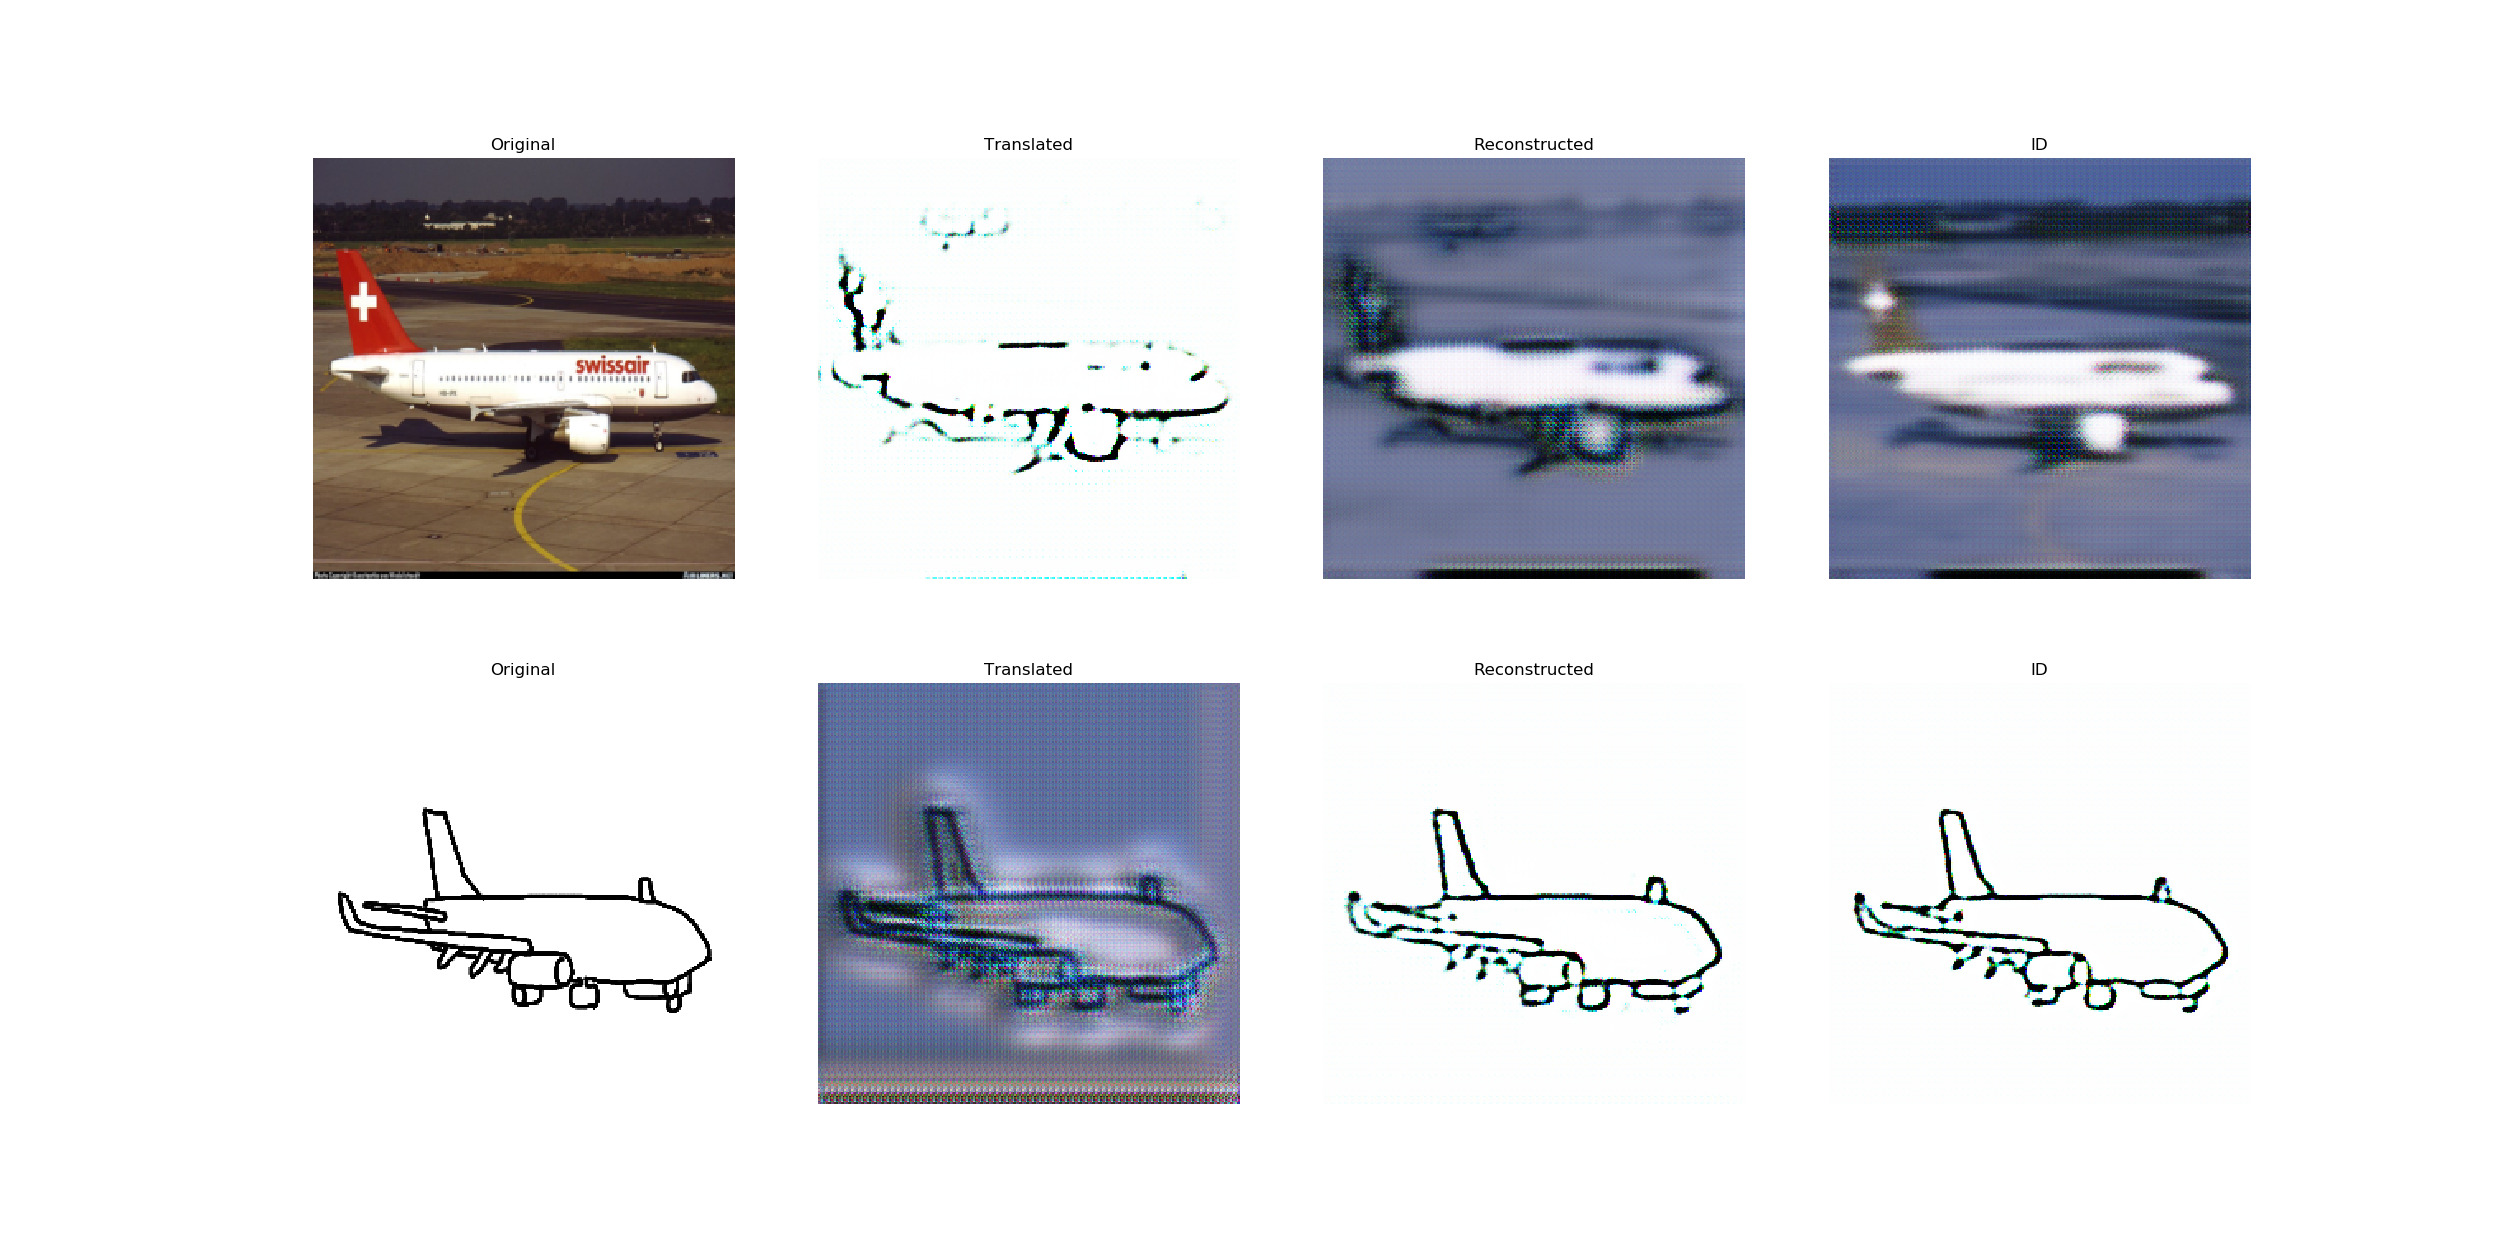 Original
Translated
Reconstructed
ID
swissair
Original
Translated
Reconstructed
ID